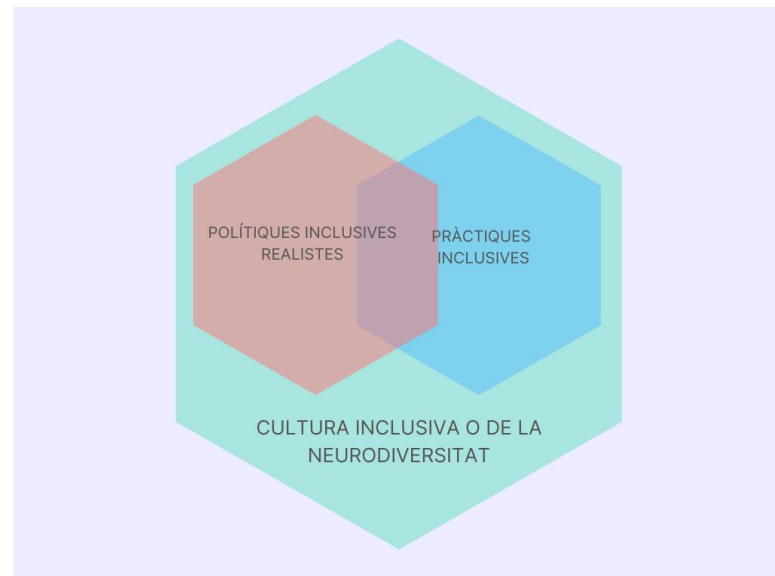 POLÍTIQUES INCLUSIVES
REALISTES
PRÀCTIQUES
INCLUSIVES
CULTURA INCLUSIVA O DE LA
NEURODIVERSITAT